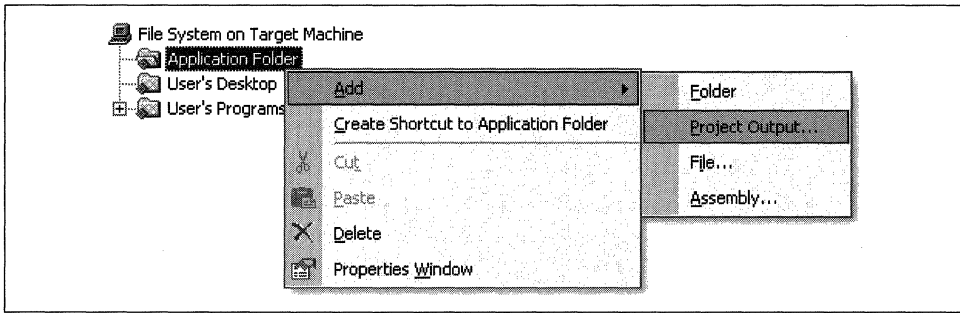 File System on Target Machine
Application Folder
User's Desktop
User's Programs
Add
Create Shortcut to Application Folder
Cut
Paste
Delete
Properties Window
Folder
Project Output...
File...
Assembly...